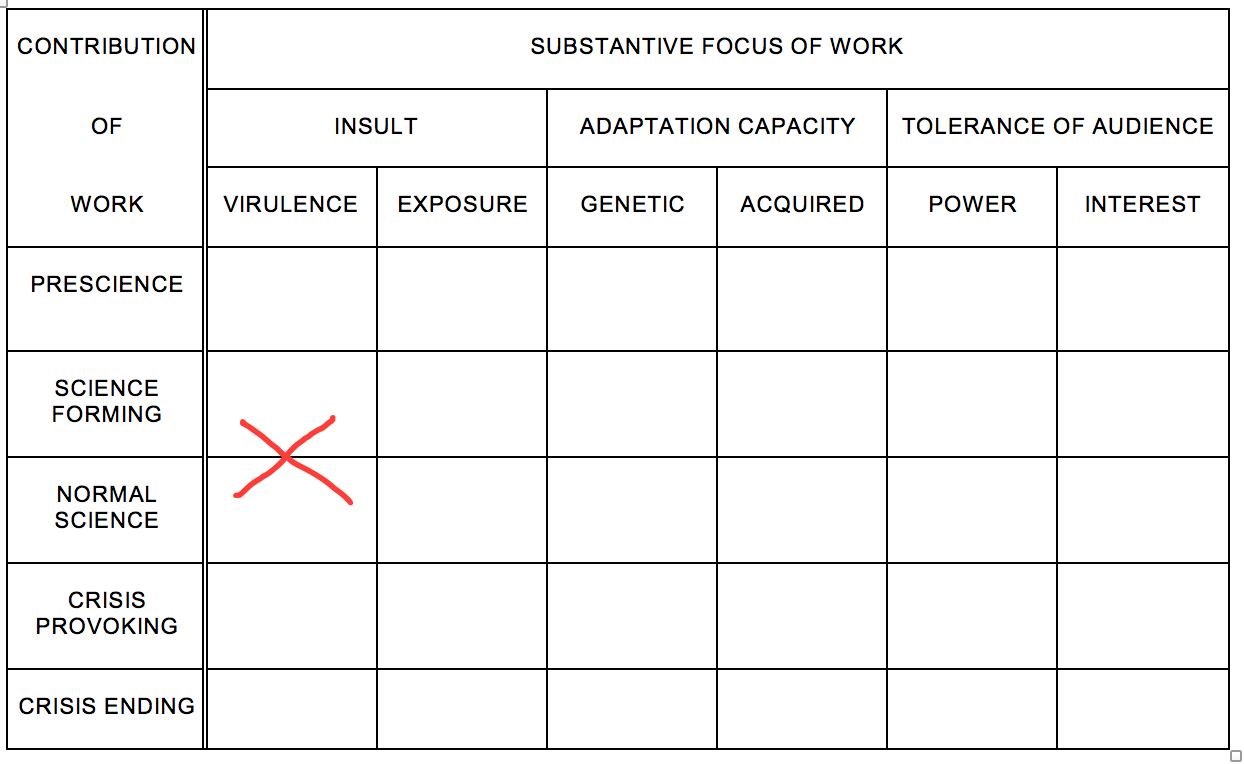 CONTRIBUTION
OF
WORK
SUBSTANTIVE FOCUS OF WORK
INSULT
ADAPTATION CAPACITY
TOLERANCE OF AUDIENCE
VIRULENCE
EXPOSURE
GENETIC
ACQUIRED
POWER
INTEREST
PRESCIENCE
SCIENCE
FORMING
NORMAL
SCIENCE
CRISIS
PROVOKING
CRISIS ENDING